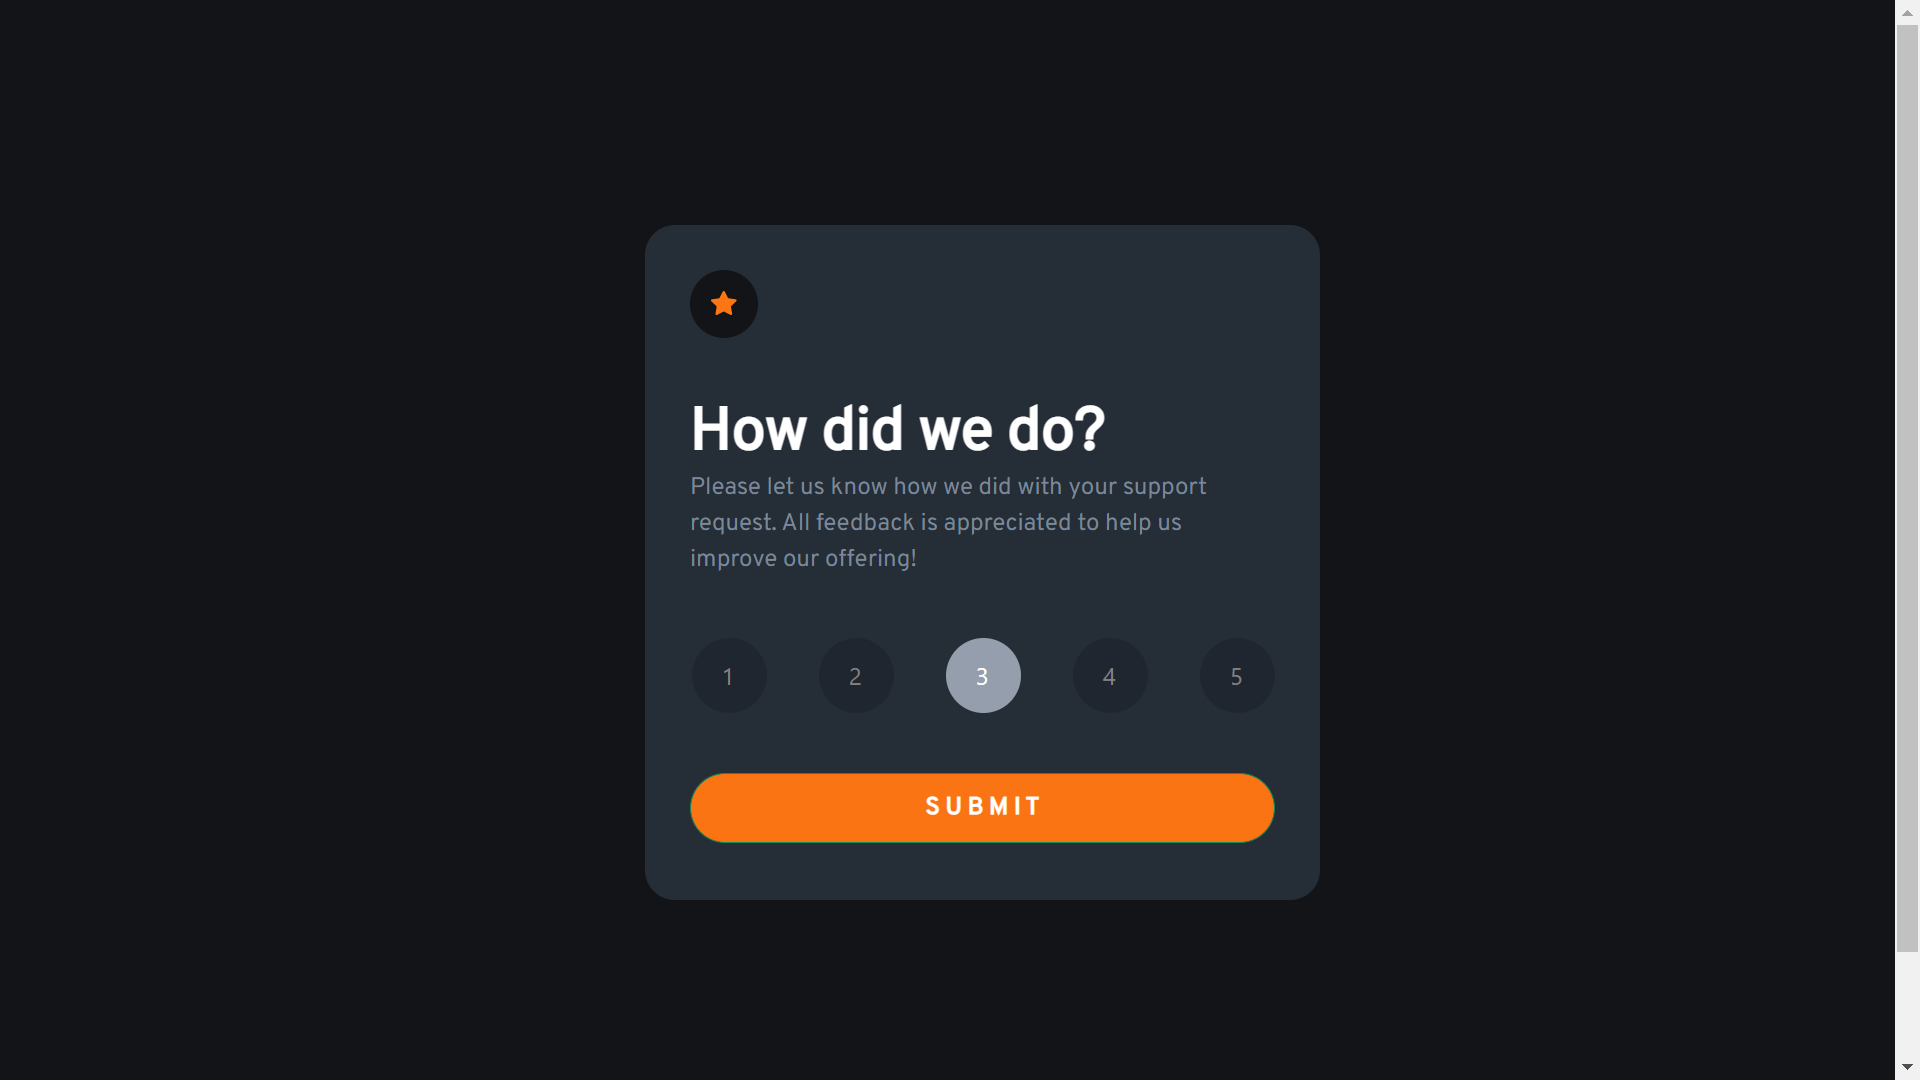 How did we do?
Please let us know how we did with your support
request. All feedback is appreciated to help us
improve our offering!
1 2 3 4 5
SUBMIT